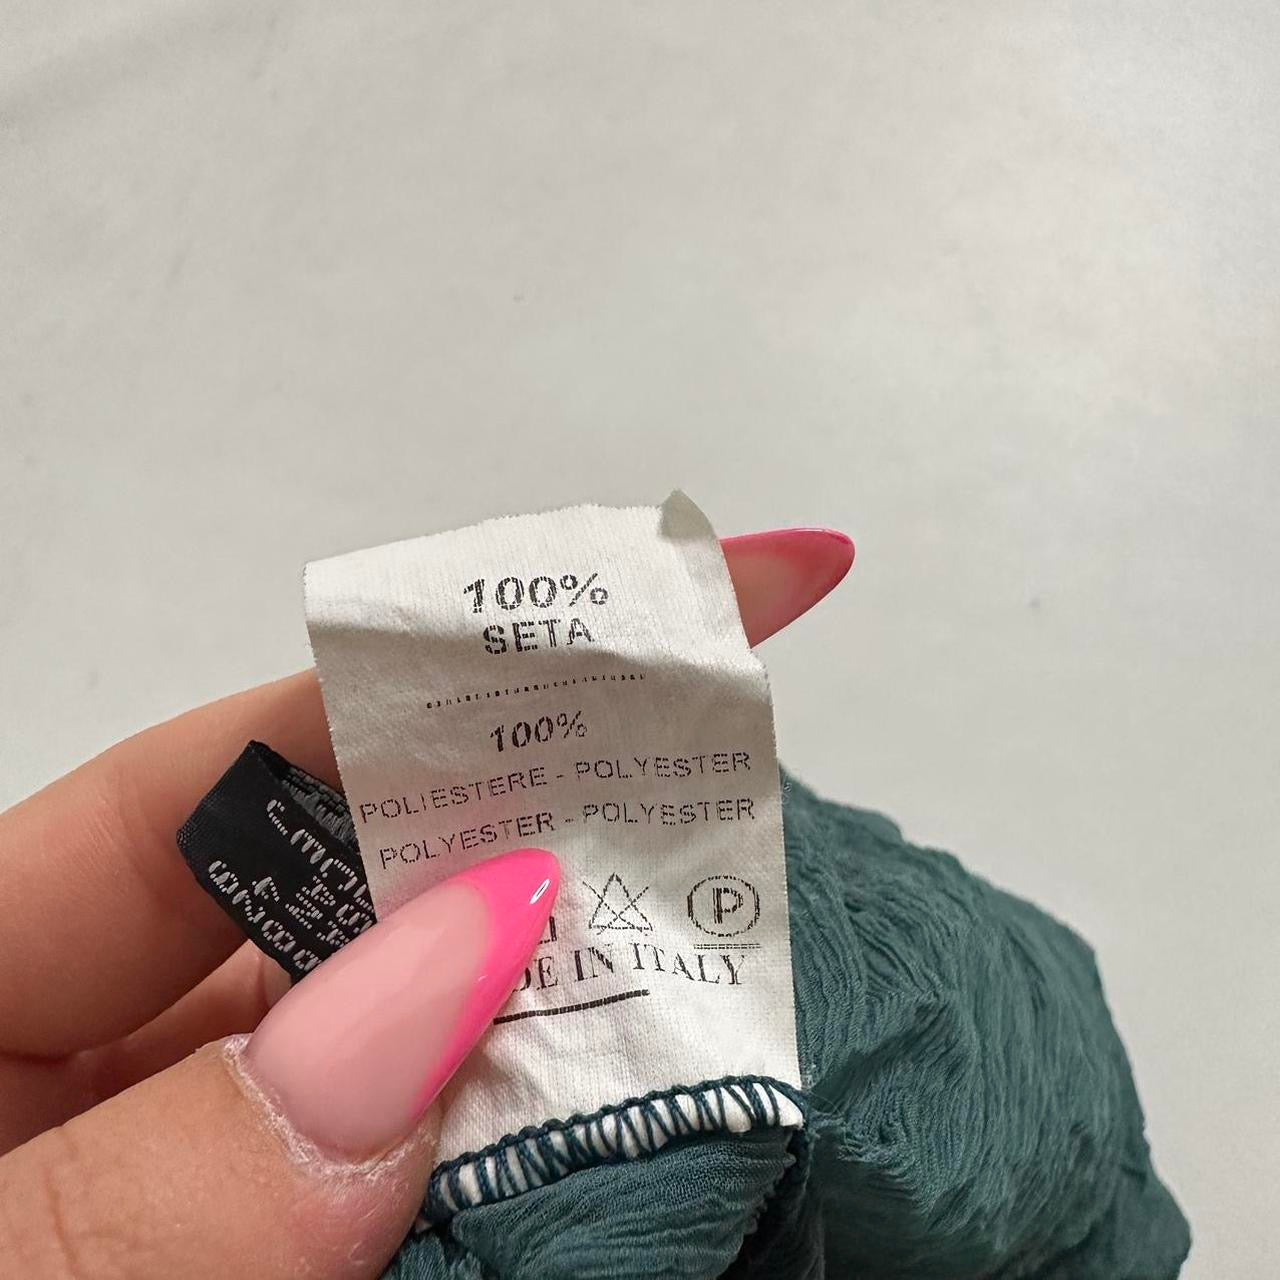 100%
SETA
100%
POLIESTERE - POLYESTER
POLYESTER - POLYESTER
P
DE IN ITALY